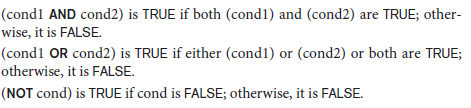 (cond1 AND cond2) is TRUE if both (cond1) and (cond2) are TRUE; other-
wise, it is FALSE.
(cond1 OR cond2) is TRUE if either (cond1) or (cond2) or both are TRUE;
otherwise, it is FALSE.
(NOT cond) is TRUE if cond is FALSE; otherwise, it is FALSE.